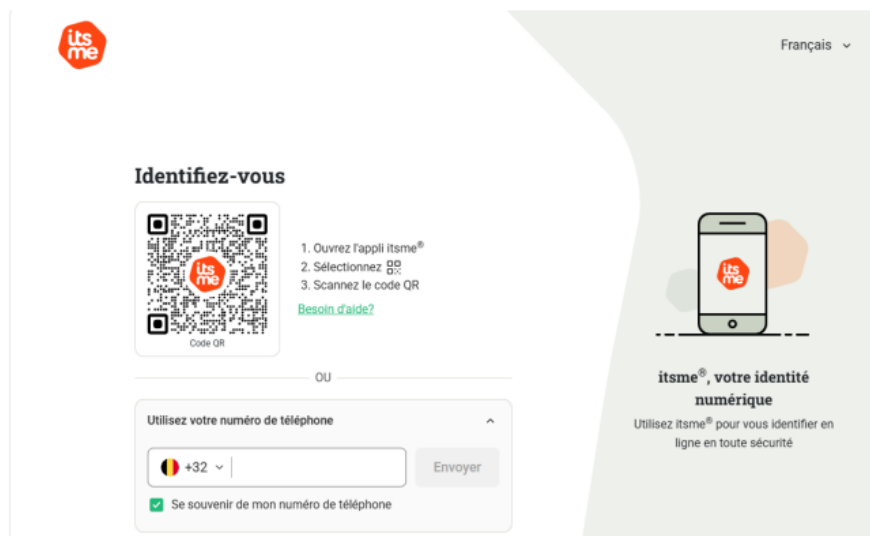 its
me
Français
Identifiez-vous
its
me
Code QR
1. Ouvrez l'appli itsme®
2. Sélectionnez
3. Scannez le code QR
Besoin d'aide?
OU
Utilisez votre numéro de téléphone
+32
Envoyer
Se souvenir de mon numéro de téléphone
its
me
itsme®, votre identité
numérique
Utilisez itsme® pour vous identifier en
ligne en toute sécurité